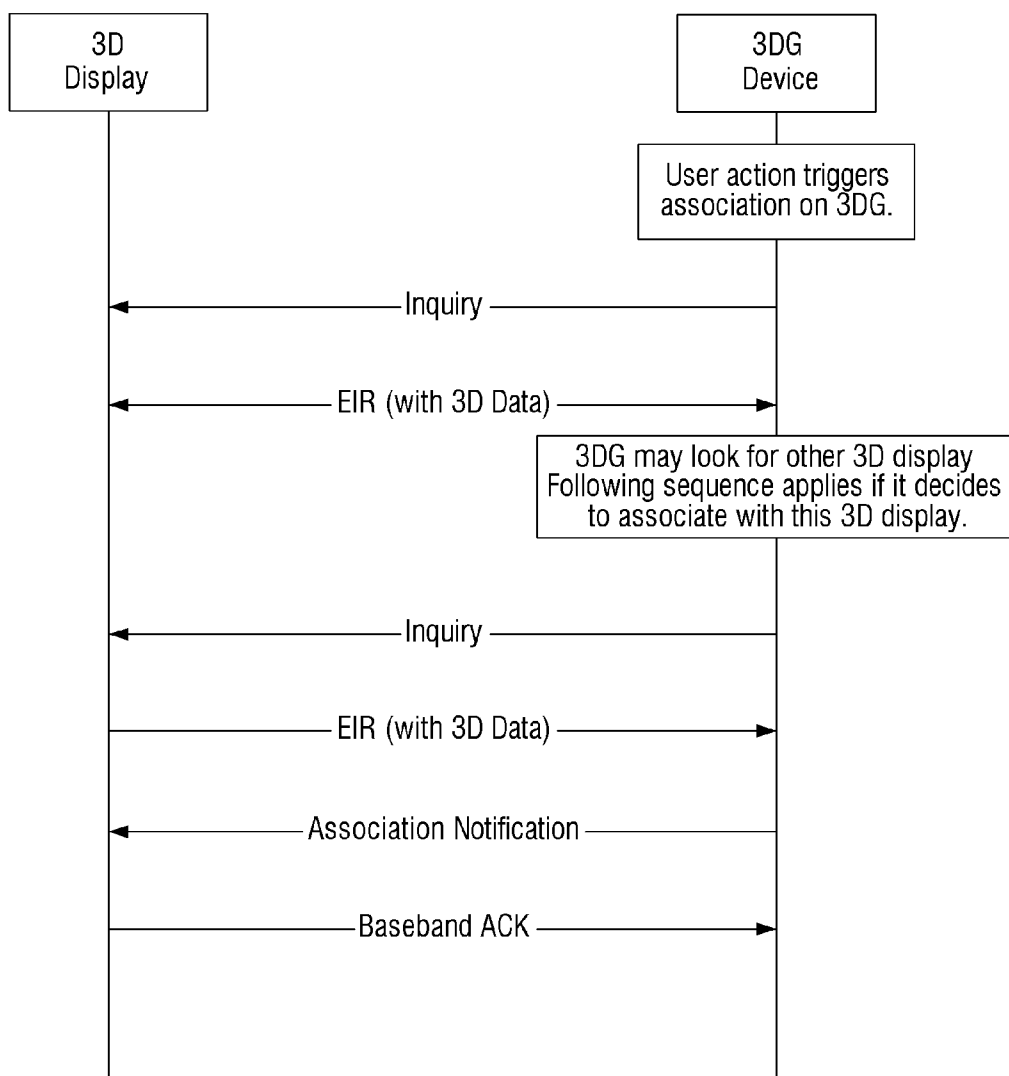 3D
Display
3DG
Device
User action triggers
association on 3DG.
Inquiry
EIR (with 3D Data)
3DG may look for other 3D display
Following sequence applies if it decides
to associate with this 3D display.
Inquiry
EIR (with 3D Data)
Association Notification
Baseband ACK